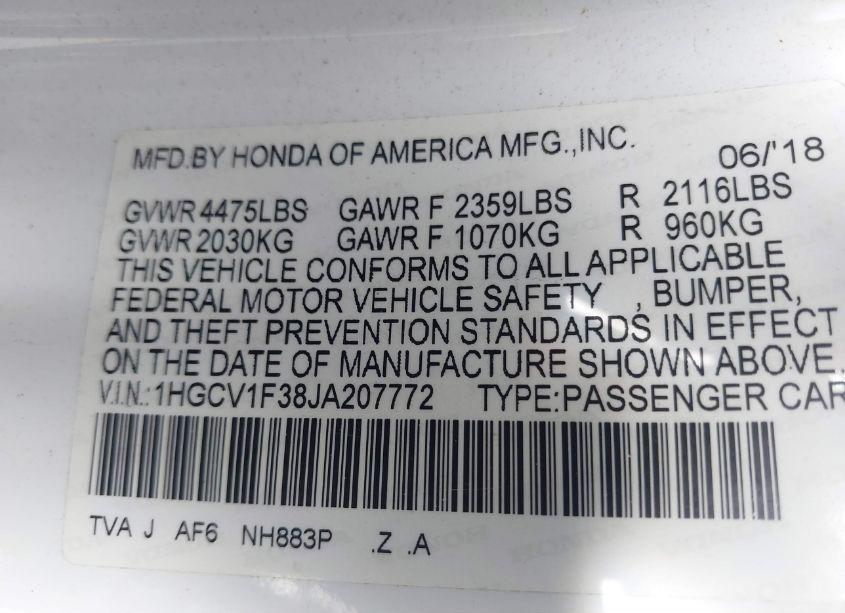 MFD.BY HONDA OF AMERICA MFG.,INC. 06/'18
GVWR 4475LBS GAWR F 2359LBS R 2116LBS
GVWR 2030KG GAWR F 1070KG R 960KG
THIS VEHICLE CONFORMS TO ALL APPLICABLE
FEDERAL MOTOR VEHICLE SAFETY , BUMPER,
AND THEFT PREVENTION STANDARDS IN EFFECT
ON THE DATE OF MANUFACTURE SHOWN ABOVE.
V.I.N.:1HGCV1F38JA207772 TYPE:PASSENGER CAR
TVA J AF6 NH883P .Z .A